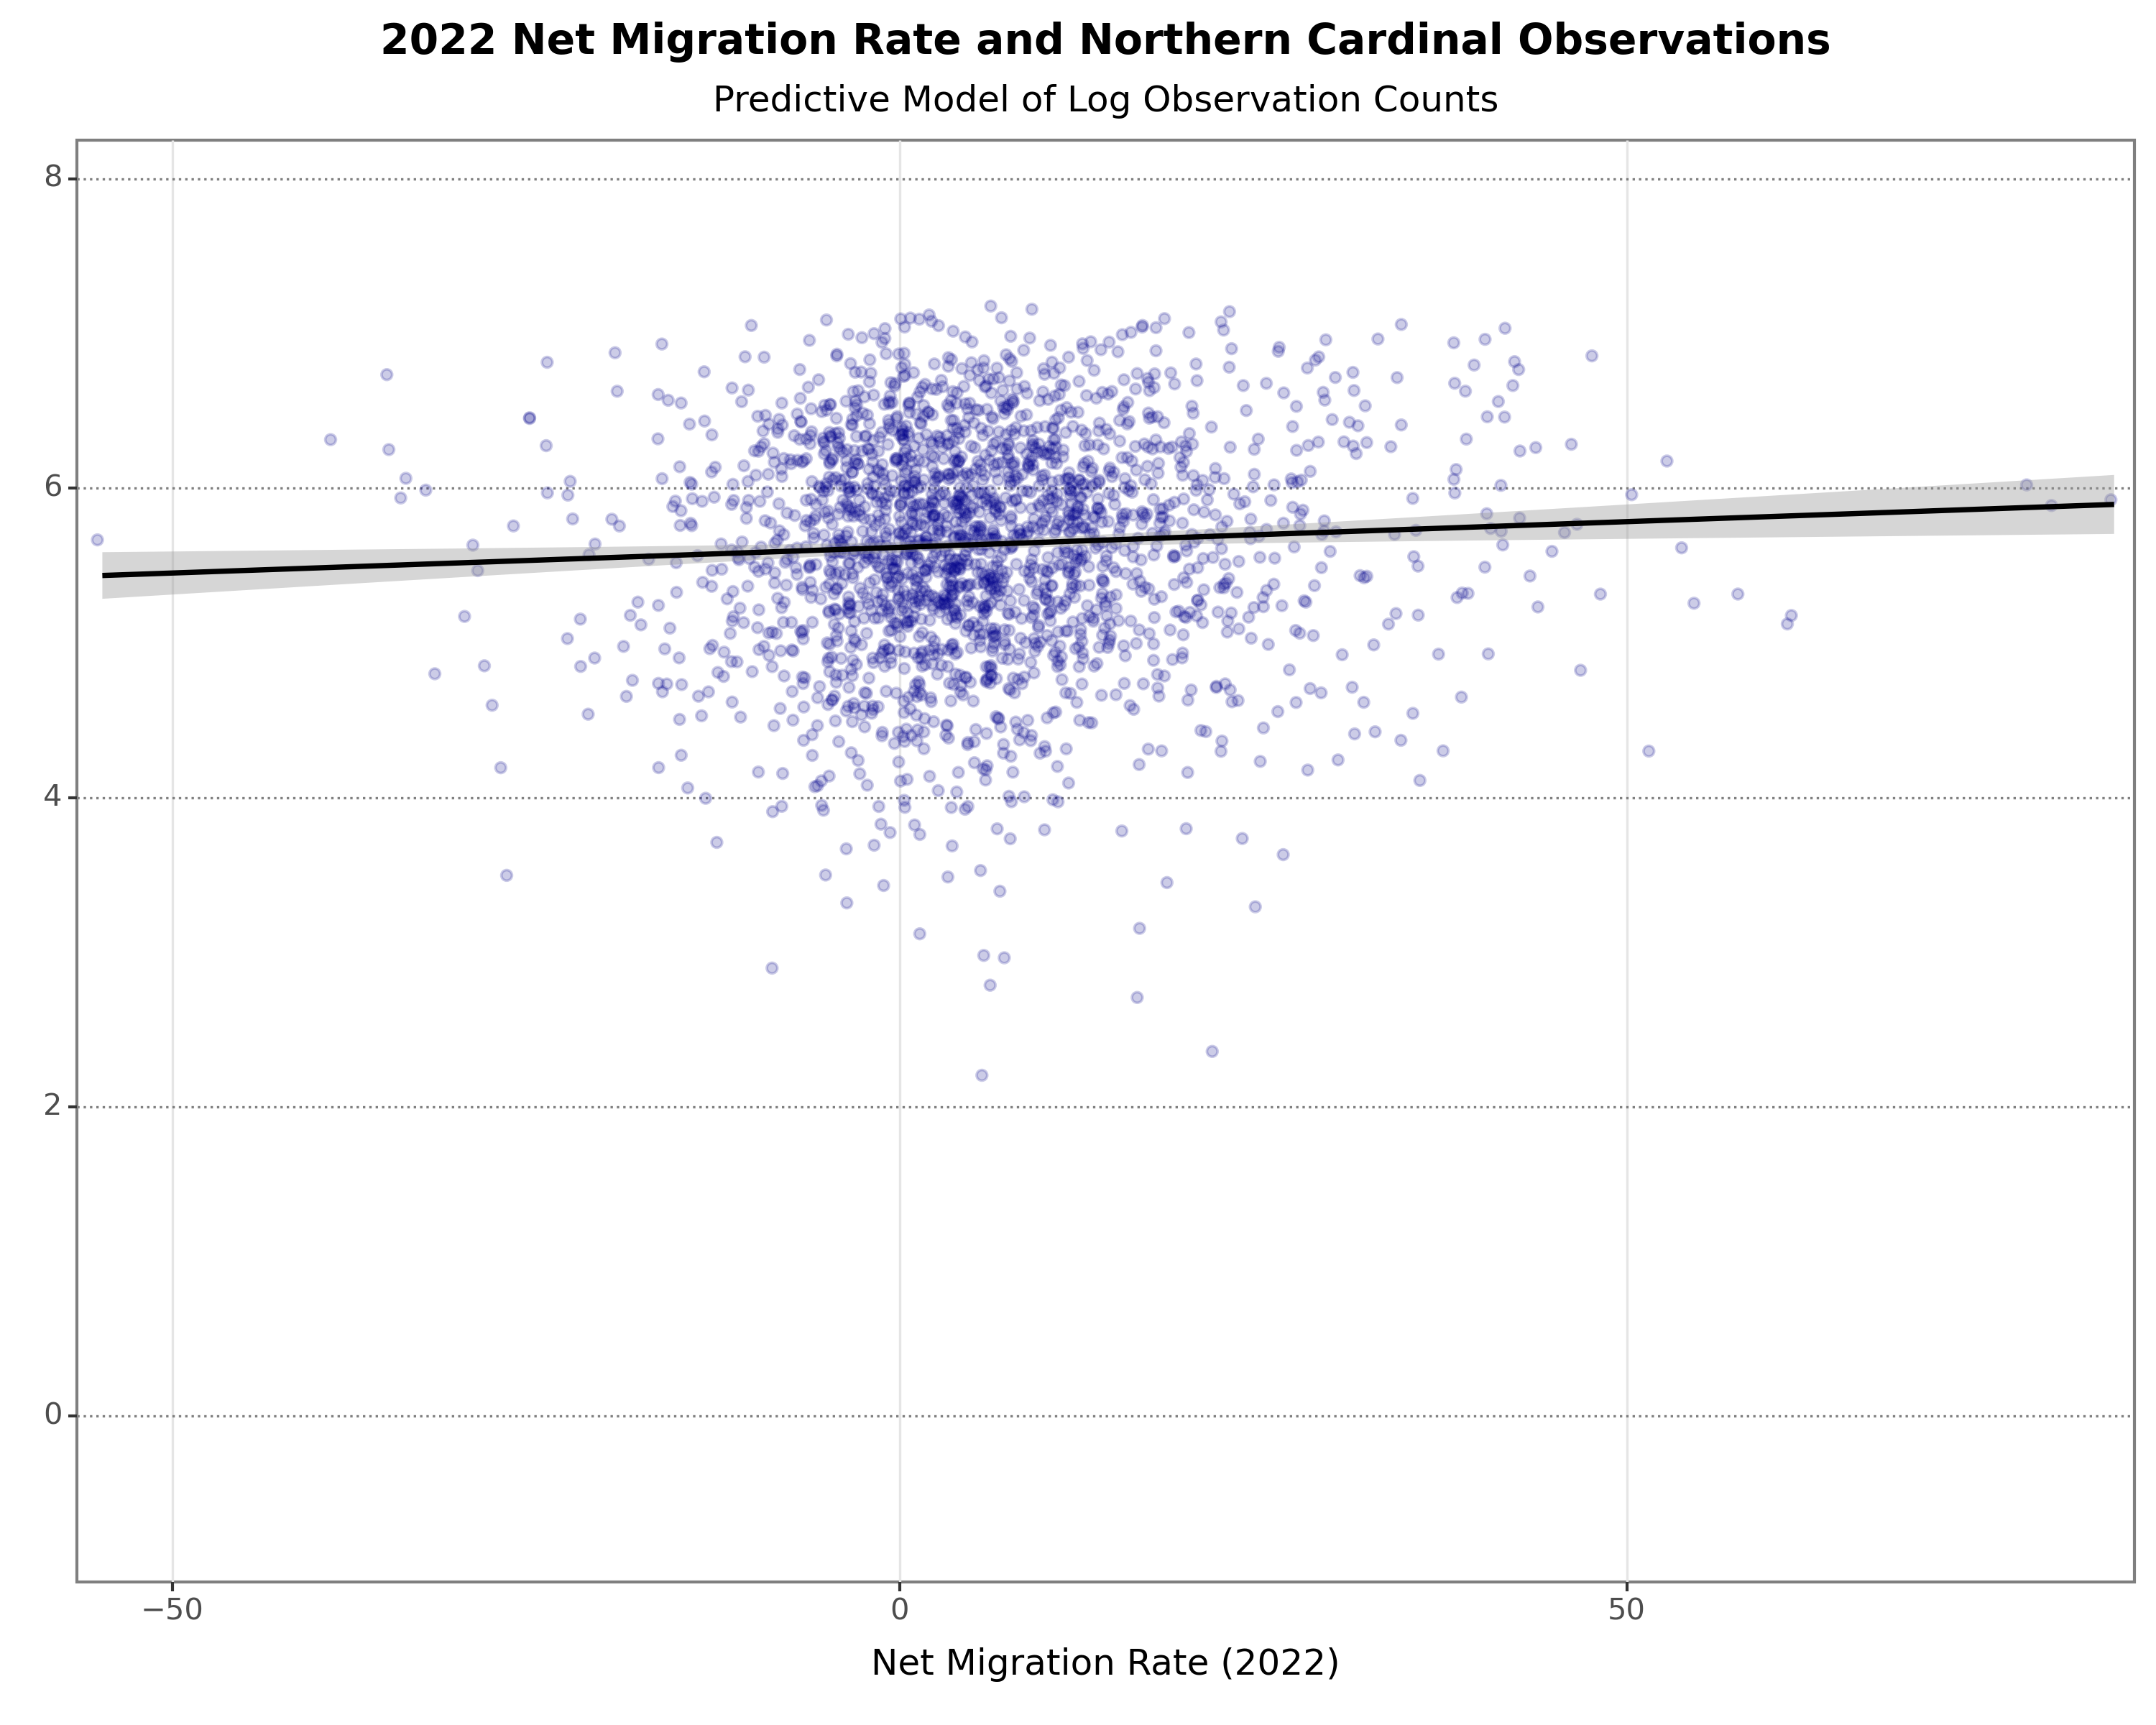 2022 Net Migration Rate and Northern Cardinal Observations
Predictive Model of Log Observation Counts
8
6
4
2
0
−50 0 50
Net Migration Rate (2022)